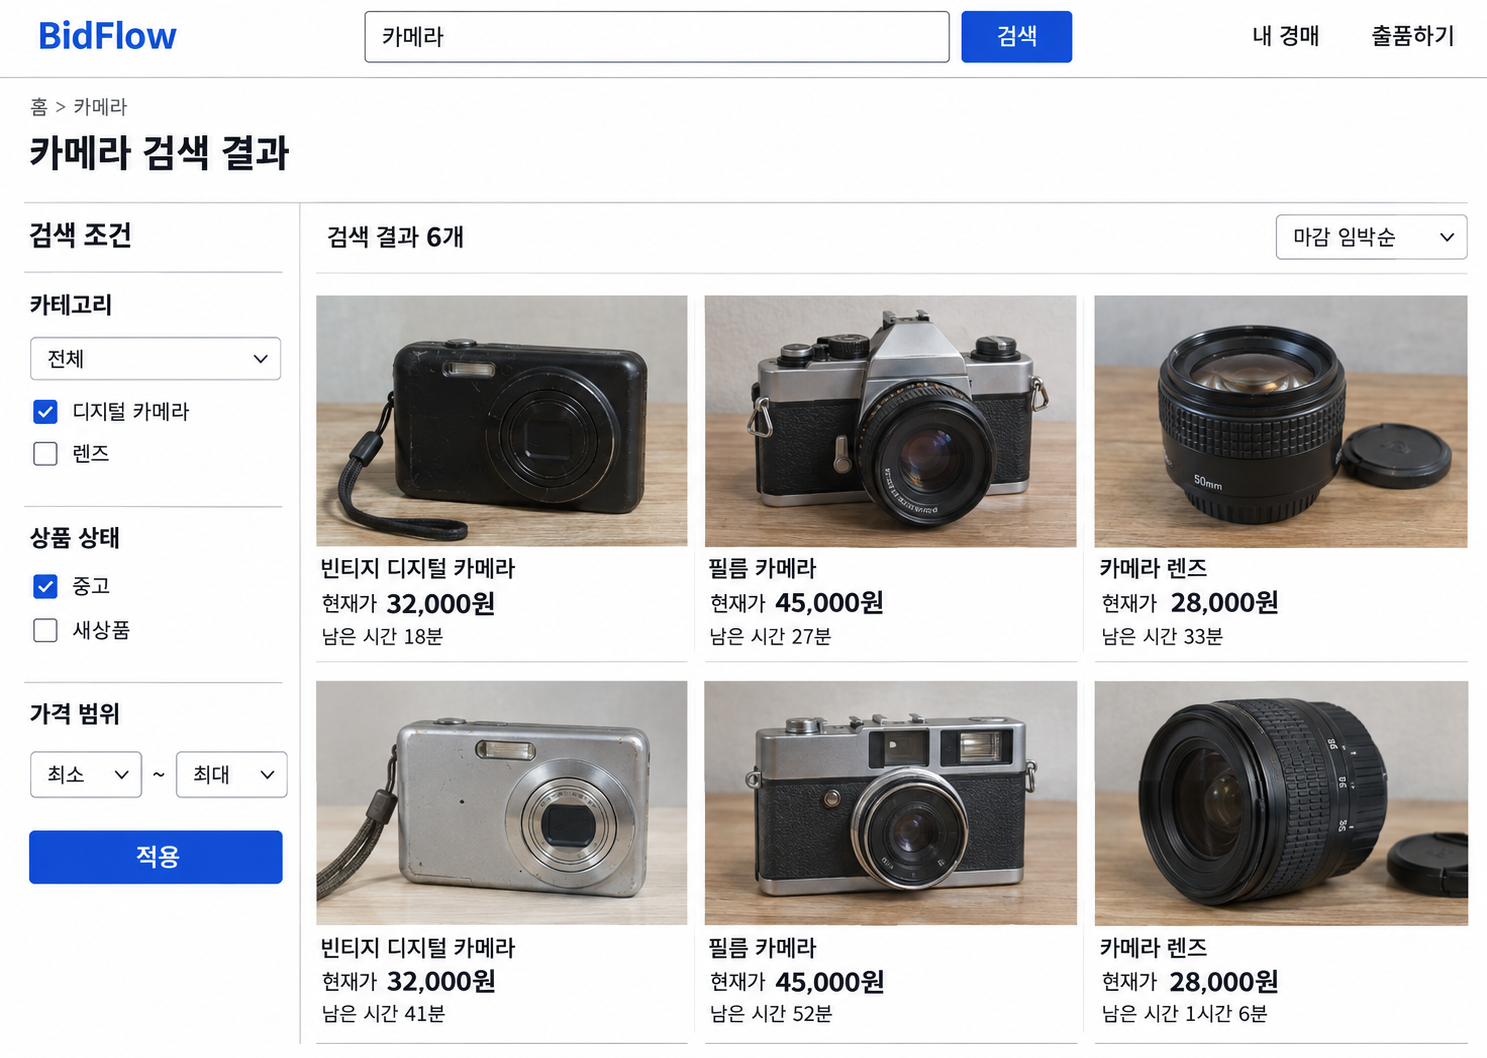 BidFlow
카메라
검색
내 경매
출품하기
홈 > 카메라
카메라 검색 결과
검색 조건
카테고리
전체
디지털 카메라
렌즈
상품 상태
중고
새상품
가격 범위
최소 ~ 최대
적용
검색 결과 6개
마감 임박순
빈티지 디지털 카메라
현재가 32,000원
남은 시간 18분
필름 카메라
현재가 45,000원
남은 시간 27분
50mm
카메라 렌즈
현재가 28,000원
남은 시간 33분
빈티지 디지털 카메라
현재가 32,000원
남은 시간 41분
필름 카메라
현재가 45,000원
남은 시간 52분
카메라 렌즈
현재가 28,000원
남은 시간 1시간 6분